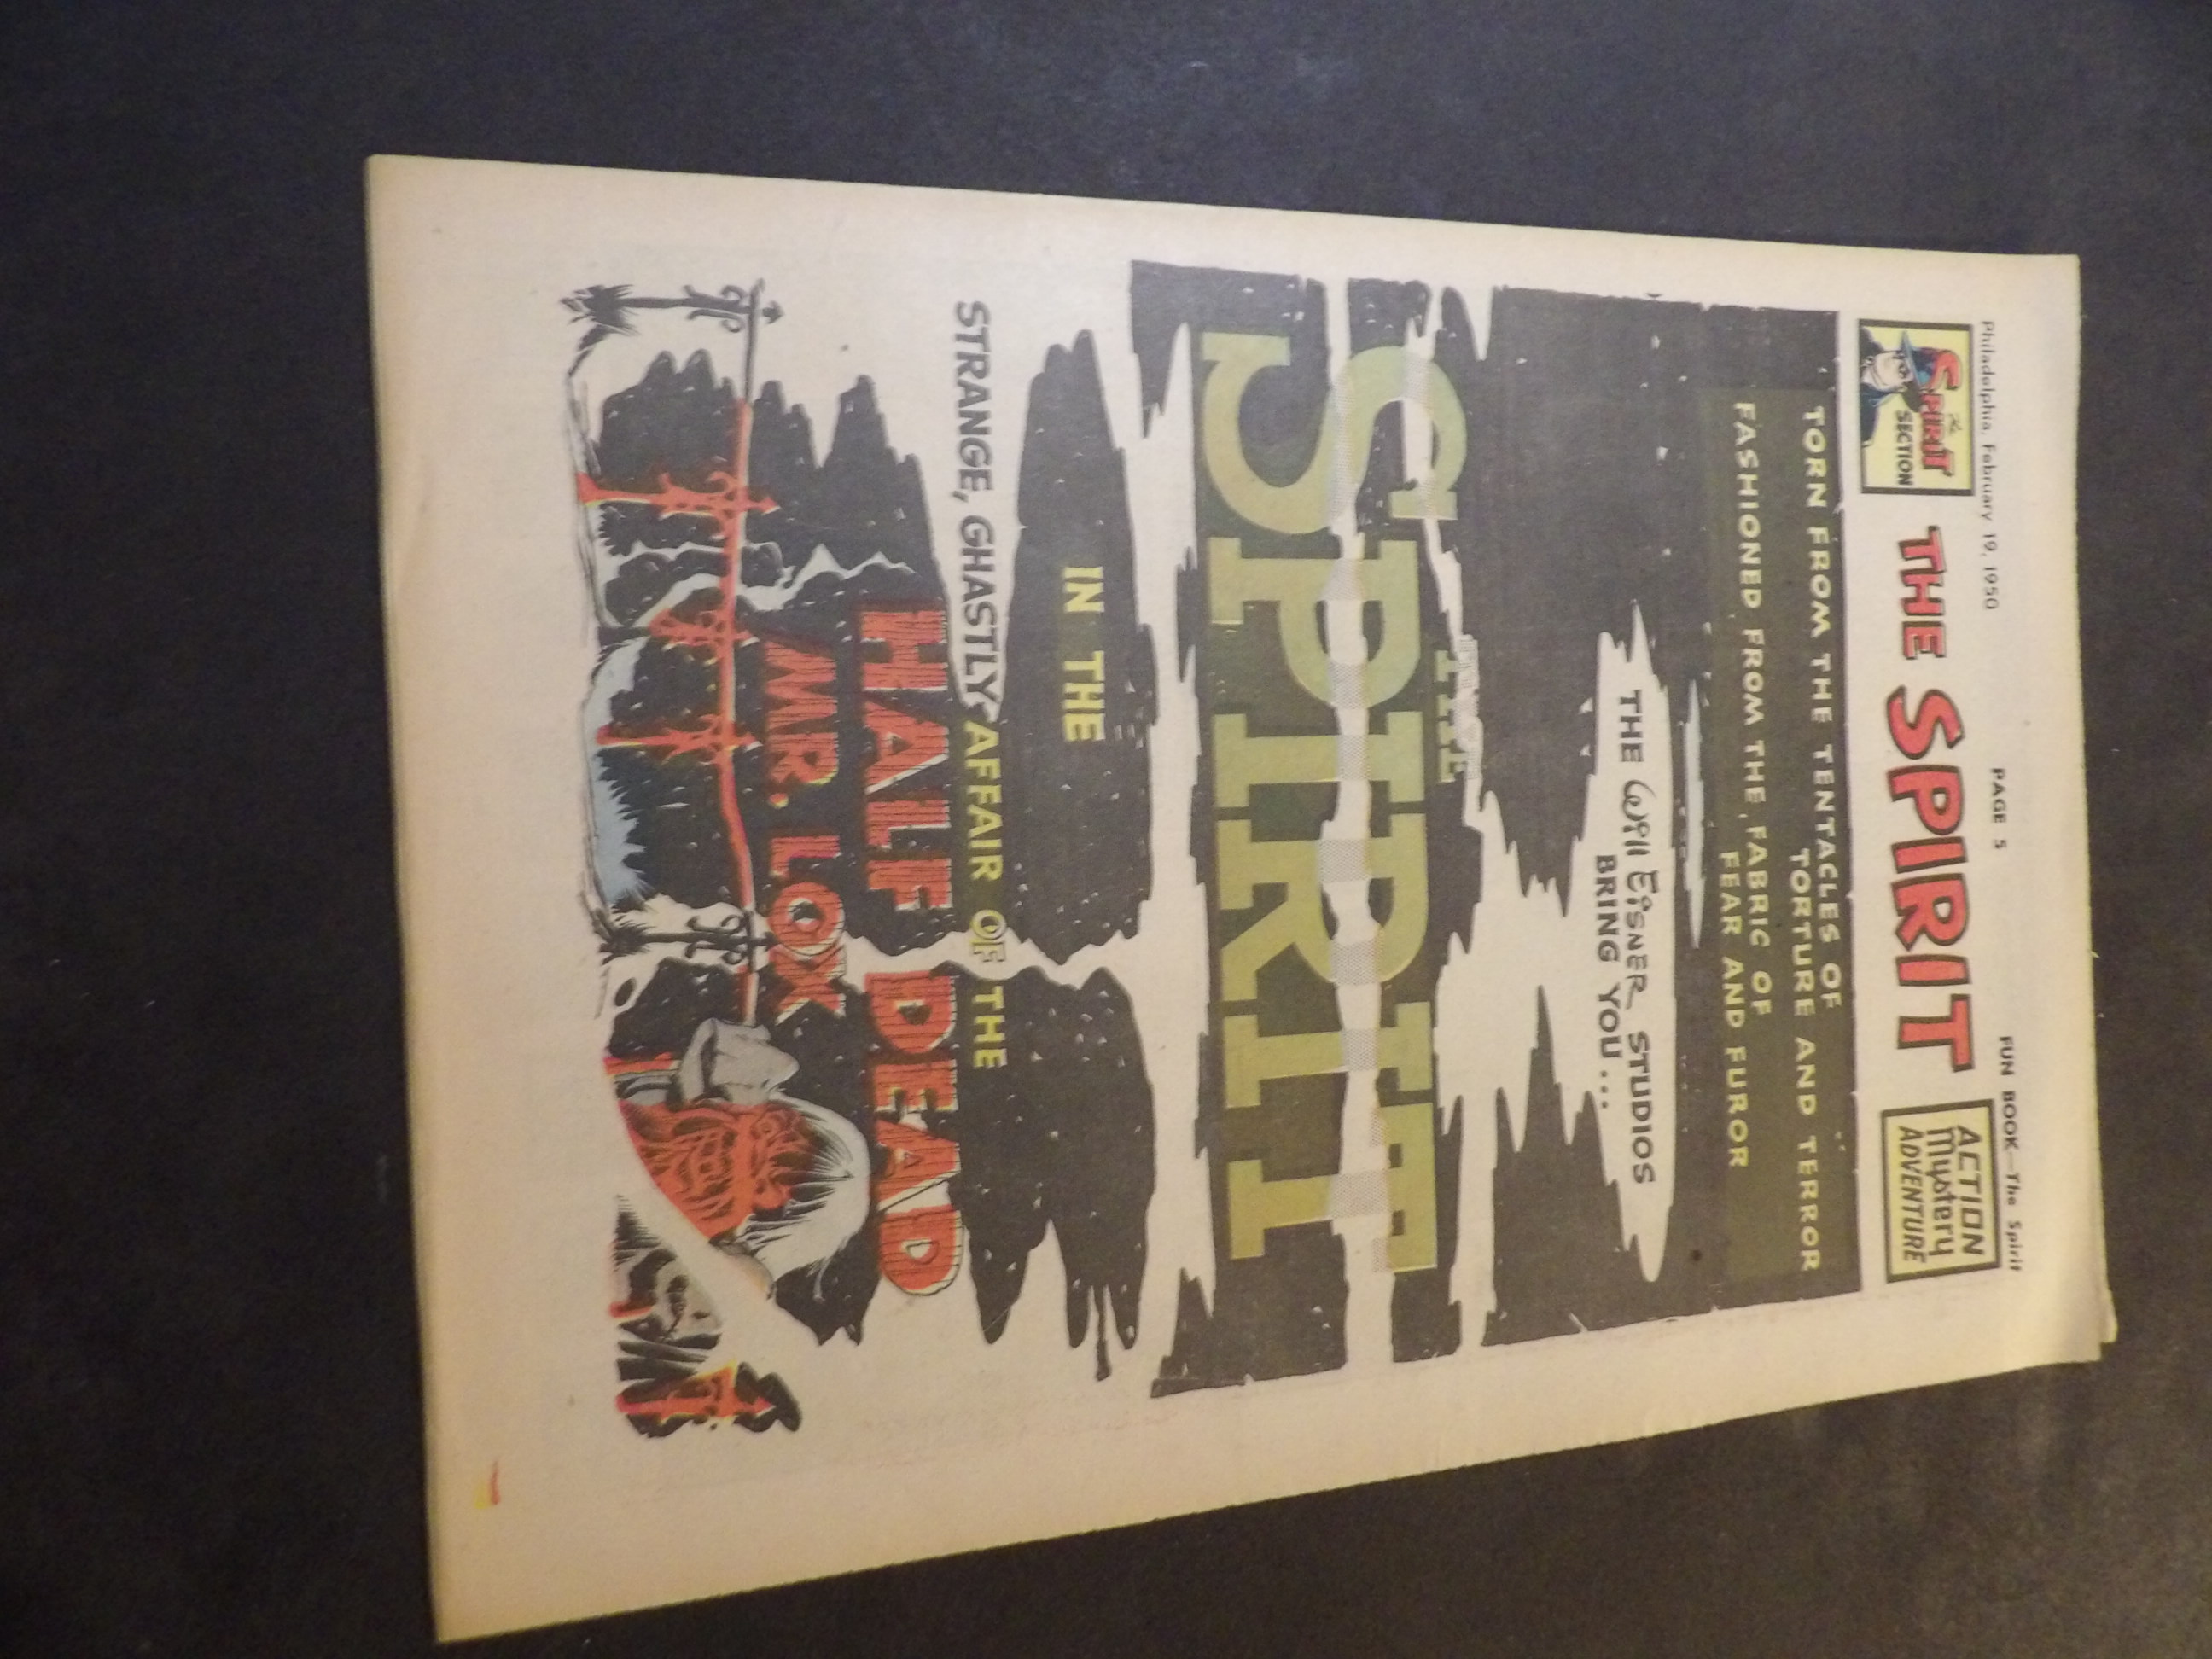 Philadelphia, February 19, 1950 PAGE 5 FUN BOOK—The Spirit
The SPIRIT SECTION
THE SPIRIT
ACTION
Mystery
ADVENTURE
TORN FROM THE TENTACLES OF
TORTURE AND TERROR
FASHIONED FROM THE FABRIC OF
FEAR AND FUROR
THE Will Eisner STUDIOS
BRING YOU...
THE
SPIRIT
IN THE
STRANGE, GHASTLY AFFAIR OF THE
HALF DEAD
MR. LOX